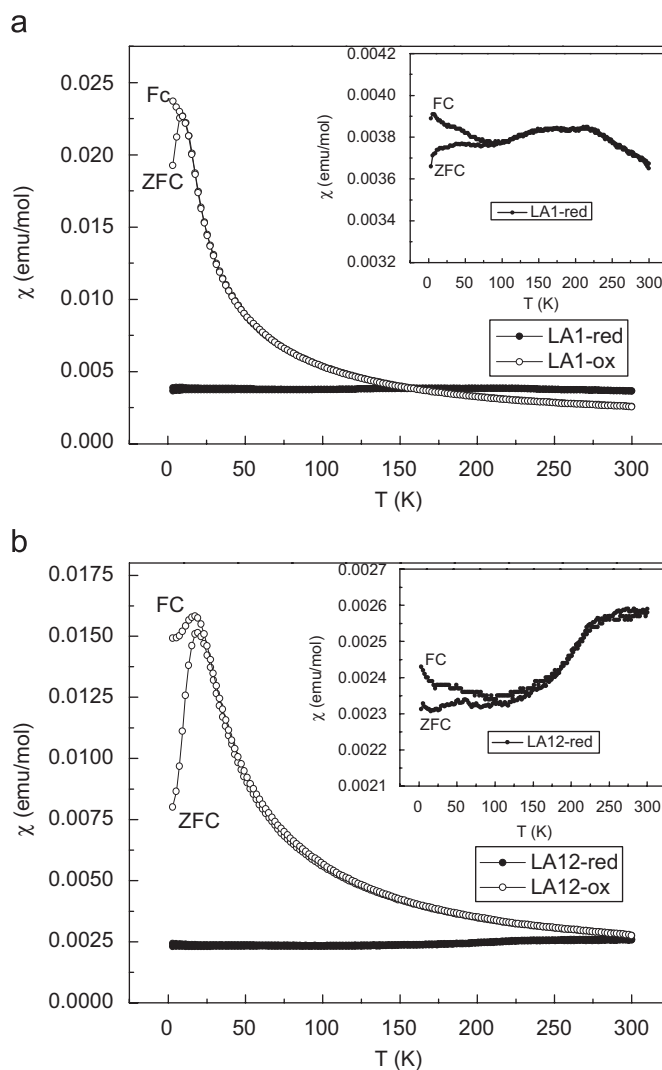 a
0.025
0.020
0.015
0.010
0.005
0.000
χ (emu/mol)
Fc
ZFC
0 50 100 150 200 250 300
T (K)
LA1-red
LA1-ox
0.0042
0.0040
0.0038
0.0036
0.0034
0.0032
χ (emu/mol)
FC
ZFC
LA1-red
0 50 100 150 200 250 300
T (K)
b
0.0175
0.0150
0.0125
0.0100
0.0075
0.0050
0.0025
0.0000
χ (emu/mol)
FC
ZFC
0 50 100 150 200 250 300
T (K)
LA12-red
LA12-ox
0.0027
0.0026
0.0025
0.0024
0.0023
0.0022
0.0021
χ (emu/mol)
FC
ZFC
LA12-red
0 50 100 150 200 250 300
T (K)